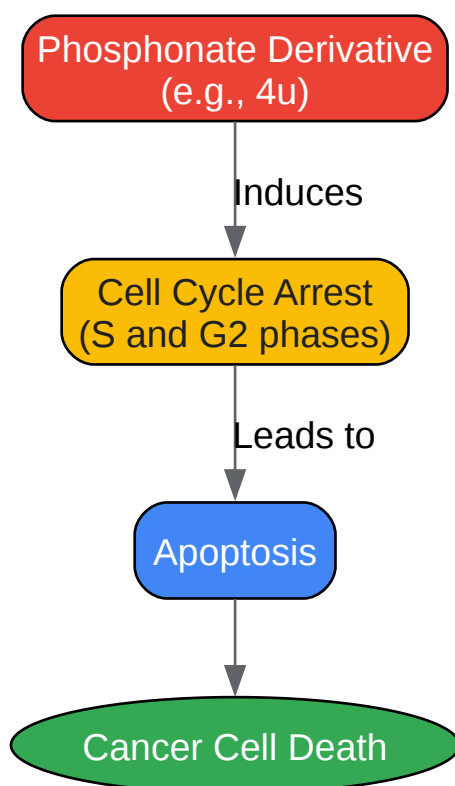 Phosphonate Derivative
(e.g., 4u)
Induces
Cell Cycle Arrest
(S and G2 phases)
Leads to
Apoptosis
Cancer Cell Death